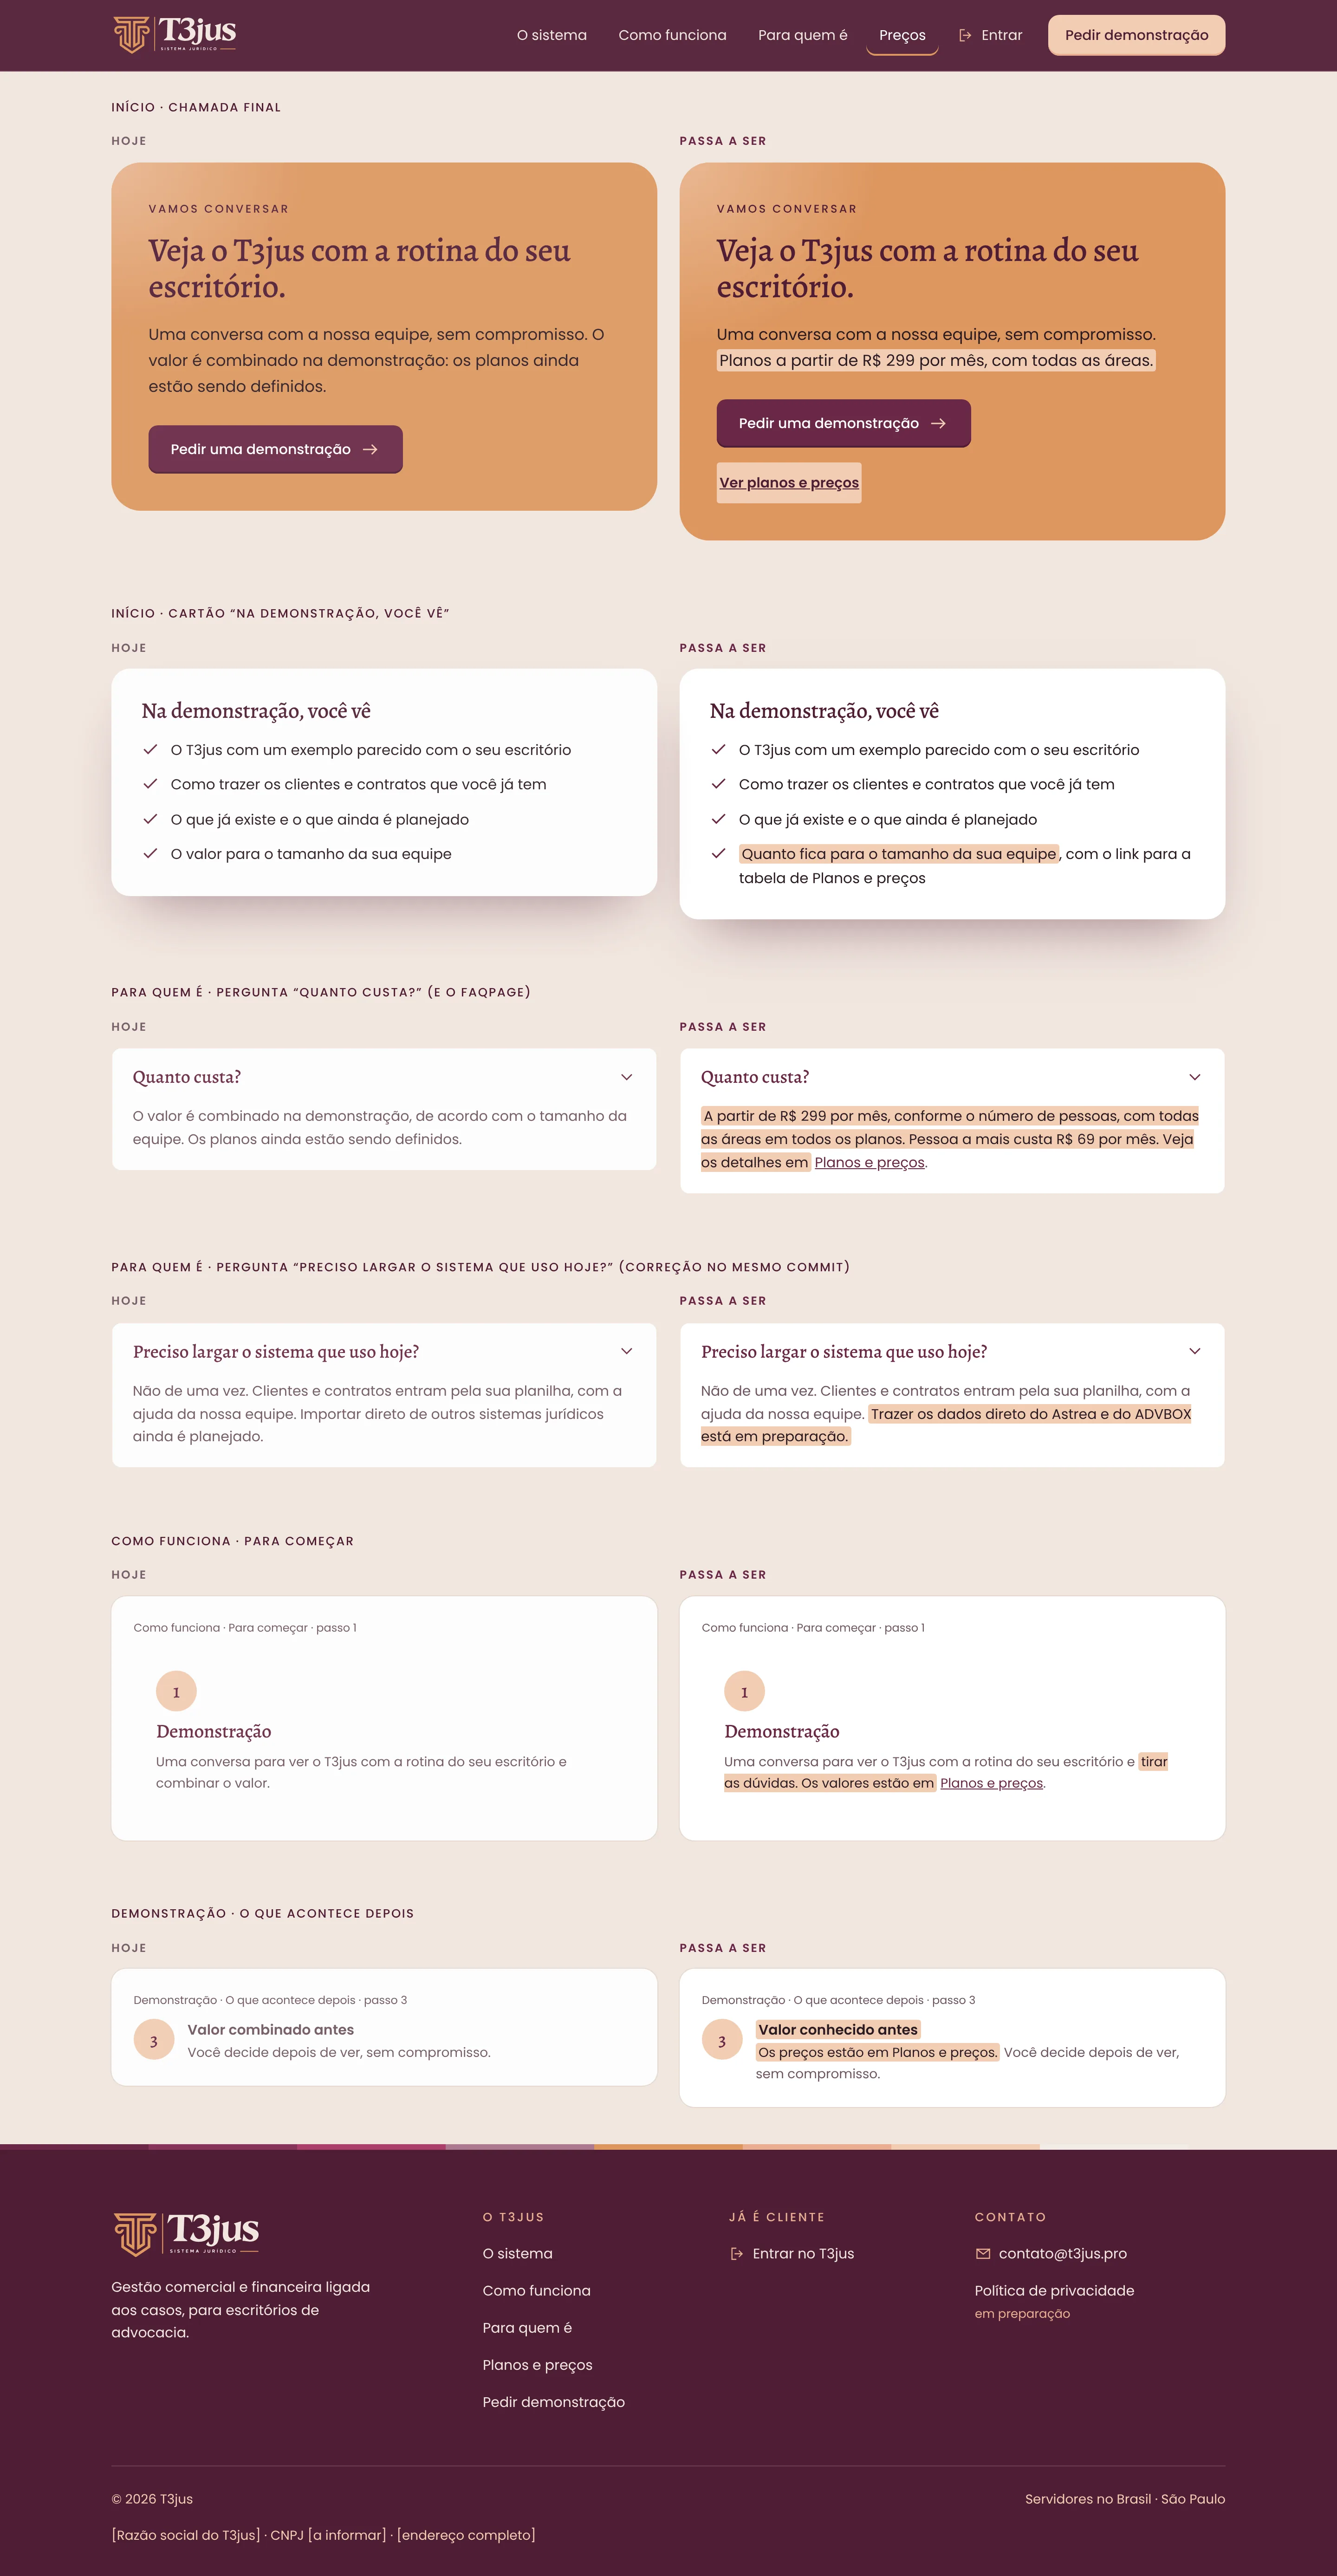 T3jus
SISTEMA JURÍDICO
O sistema
Como funciona
Para quem é
Preços
Entrar
Pedir demonstração
INÍCIO · CHAMADA FINAL
HOJE
VAMOS CONVERSAR
Veja o T3jus com a rotina do seu
escritório.
Uma conversa com a nossa equipe, sem compromisso. O
valor é combinado na demonstração: os planos ainda
estão sendo definidos.
Pedir uma demonstração
PASSA A SER
VAMOS CONVERSAR
Veja o T3jus com a rotina do seu
escritório.
Uma conversa com a nossa equipe, sem compromisso.
Planos a partir de R$ 299 por mês, com todas as áreas.
Pedir uma demonstração
Ver planos e preços
INÍCIO · CARTÃO “NA DEMONSTRAÇÃO, VOCÊ VÊ”
HOJE
Na demonstração, você vê
O T3jus com um exemplo parecido com o seu escritório
Como trazer os clientes e contratos que você já tem
O que já existe e o que ainda é planejado
O valor para o tamanho da sua equipe
PASSA A SER
Na demonstração, você vê
O T3jus com um exemplo parecido com o seu escritório
Como trazer os clientes e contratos que você já tem
O que já existe e o que ainda é planejado
Quanto fica para o tamanho da sua equipe, com o link para a
tabela de Planos e preços
PARA QUEM É · PERGUNTA “QUANTO CUSTA?” (E O FAQPAGE)
HOJE
Quanto custa?
O valor é combinado na demonstração, de acordo com o tamanho da
equipe. Os planos ainda estão sendo definidos.
PASSA A SER
Quanto custa?
A partir de R$ 299 por mês, conforme o número de pessoas, com todas
as áreas em todos os planos. Pessoa a mais custa R$ 69 por mês. Veja
os detalhes em Planos e preços.
PARA QUEM É · PERGUNTA “PRECISO LARGAR O SISTEMA QUE USO HOJE?” (CORREÇÃO NO MESMO COMMIT)
HOJE
Preciso largar o sistema que uso hoje?
Não de uma vez. Clientes e contratos entram pela sua planilha, com a
ajuda da nossa equipe. Importar direto de outros sistemas jurídicos
ainda é planejado.
PASSA A SER
Preciso largar o sistema que uso hoje?
Não de uma vez. Clientes e contratos entram pela sua planilha, com a
ajuda da nossa equipe. Trazer os dados direto do Astrea e do ADVBOX
está em preparação.
COMO FUNCIONA · PARA COMEÇAR
HOJE
Como funciona · Para começar · passo 1
1
Demonstração
Uma conversa para ver o T3jus com a rotina do seu escritório e
combinar o valor.
PASSA A SER
Como funciona · Para começar · passo 1
1
Demonstração
Uma conversa para ver o T3jus com a rotina do seu escritório e tirar
as dúvidas. Os valores estão em Planos e preços.
DEMONSTRAÇÃO · O QUE ACONTECE DEPOIS
HOJE
Demonstração · O que acontece depois · passo 3
3
Valor combinado antes
Você decide depois de ver, sem compromisso.
PASSA A SER
Demonstração · O que acontece depois · passo 3
3
Valor conhecido antes
Os preços estão em Planos e preços. Você decide depois de ver,
sem compromisso.
T3jus
SISTEMA JURÍDICO
Gestão comercial e financeira ligada
aos casos, para escritórios de
advocacia.
O T3JUS
O sistema
Como funciona
Para quem é
Planos e preços
Pedir demonstração
JÁ É CLIENTE
Entrar no T3jus
CONTATO
contato@t3jus.pro
Política de privacidade
em preparação
© 2026 T3jus
Servidores no Brasil · São Paulo
[Razão social do T3jus] · CNPJ [a informar] · [endereço completo]